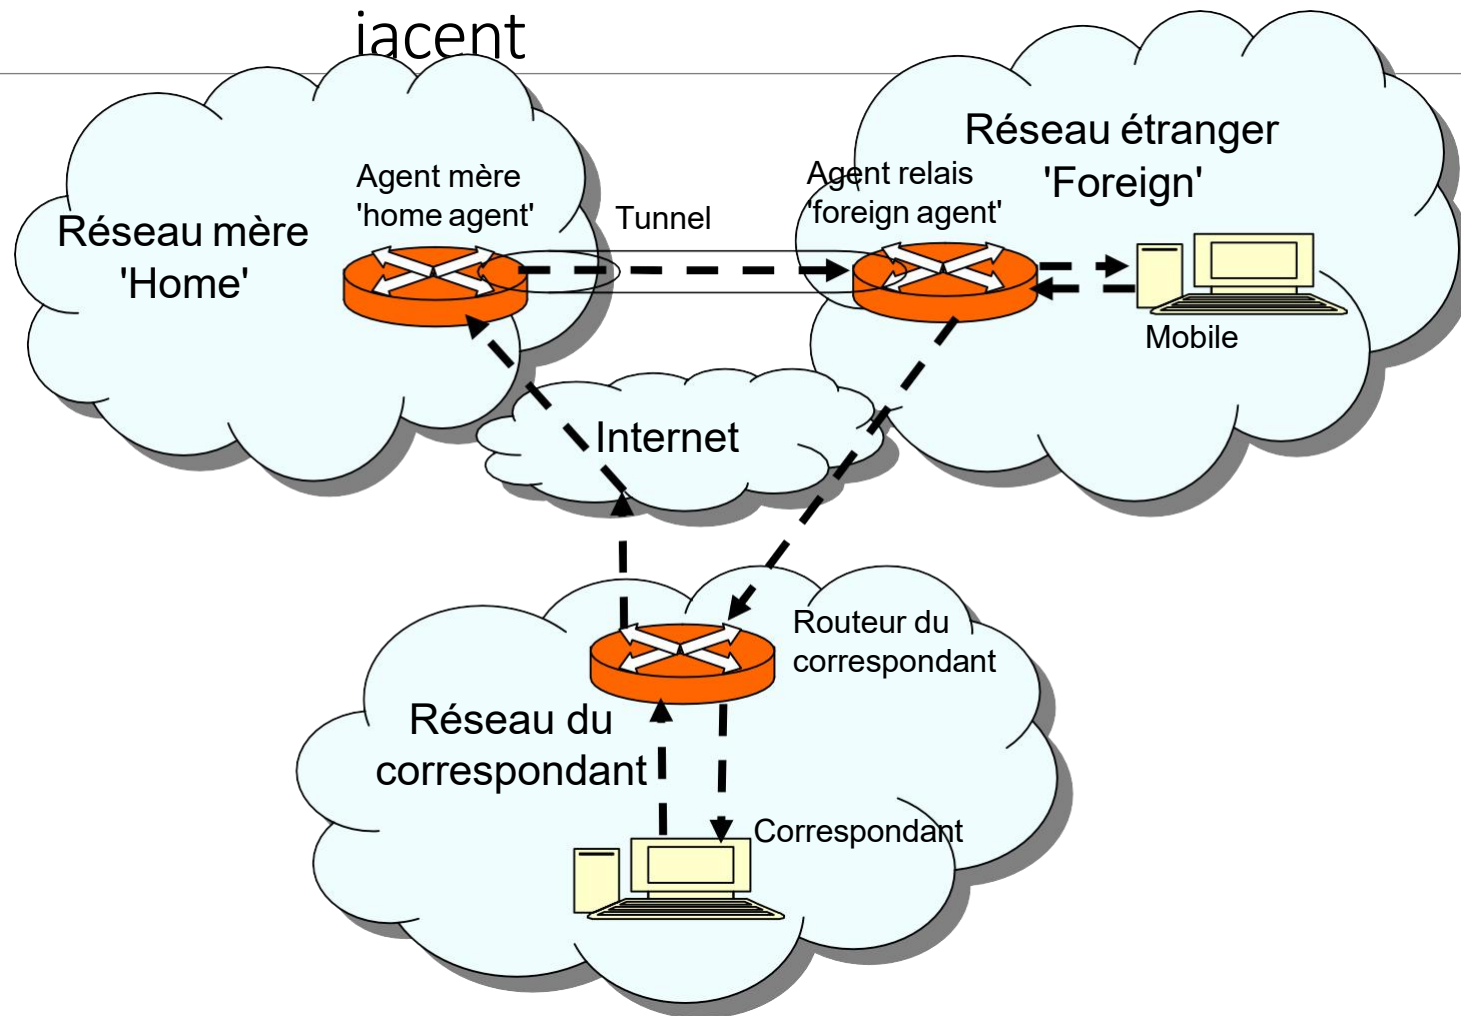 jacent
Réseau étranger
'Foreign'
Agent mère
'home agent'
Agent relais
'foreign agent'
Tunnel
Réseau mère
'Home'
Mobile
Internet
Routeur du
correspondant
Réseau du
correspondant
Correspondant